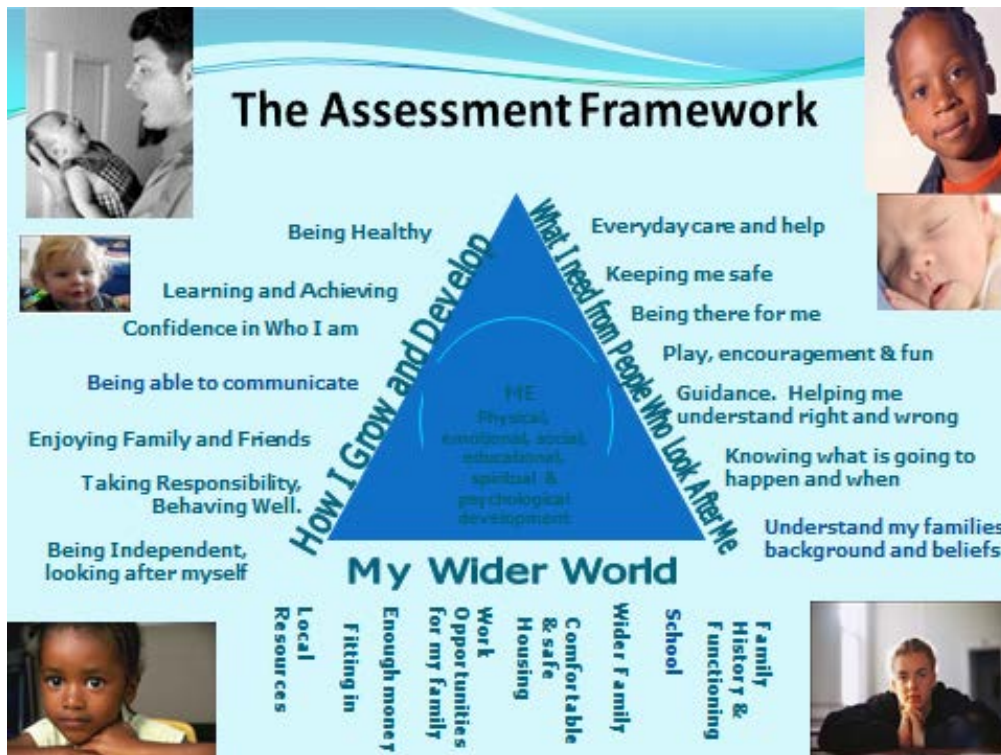 The Assessment Framework
Being Healthy
Learning and Achieving
Confidence in Who I am
Being able to communicate
Enjoying Family and Friends
Taking Responsibility,
Behaving Well.
Being Independent,
looking after myself
How I Grow and Develop
ME
Physical,
emotional, social,
educational,
spiritual &
psychological
development
What I need from People Who Look After Me
Everyday care and help
Keeping me safe
Being there for me
Play, encouragement & fun
Guidance. Helping me
understand right and wrong
Knowing what is going to
happen and when
Understand my families
background and beliefs
My Wider World
Local
Resources
Fitting in
Enough money
Work
Opportunities
for my family
Comfortable
& safe
Housing
Wider Family
School
Family
History &
Functioning